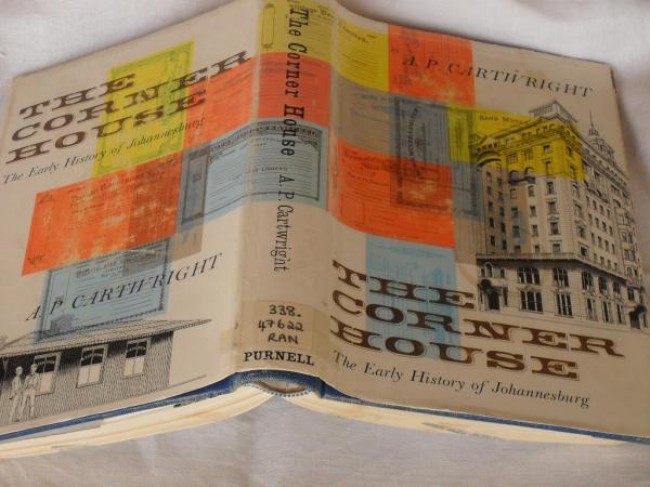 THE
CORNER
HOUSE
The Early History of Johannesburg
A. P. CARTWRIGHT
The Corner House A. P. Cartwright
338.
47622
RAN
PURNELL
A. P. CARTWRIGHT
THE
CORNER
HOUSE
The Early History of Johannesburg